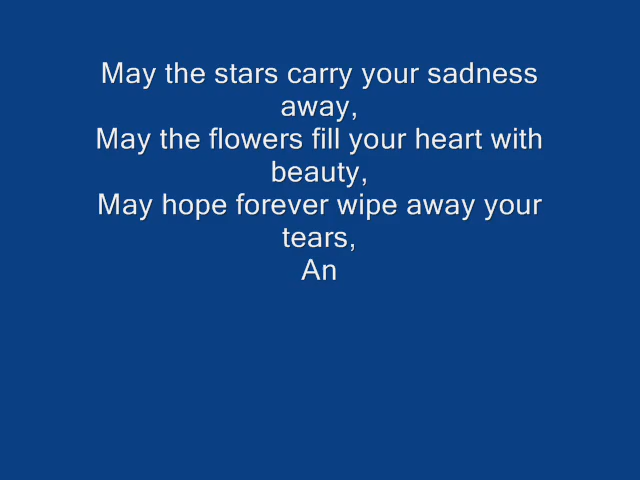 May the stars carry your sadness
away,
May the flowers fill your heart with
beauty,
May hope forever wipe away your
tears,
An